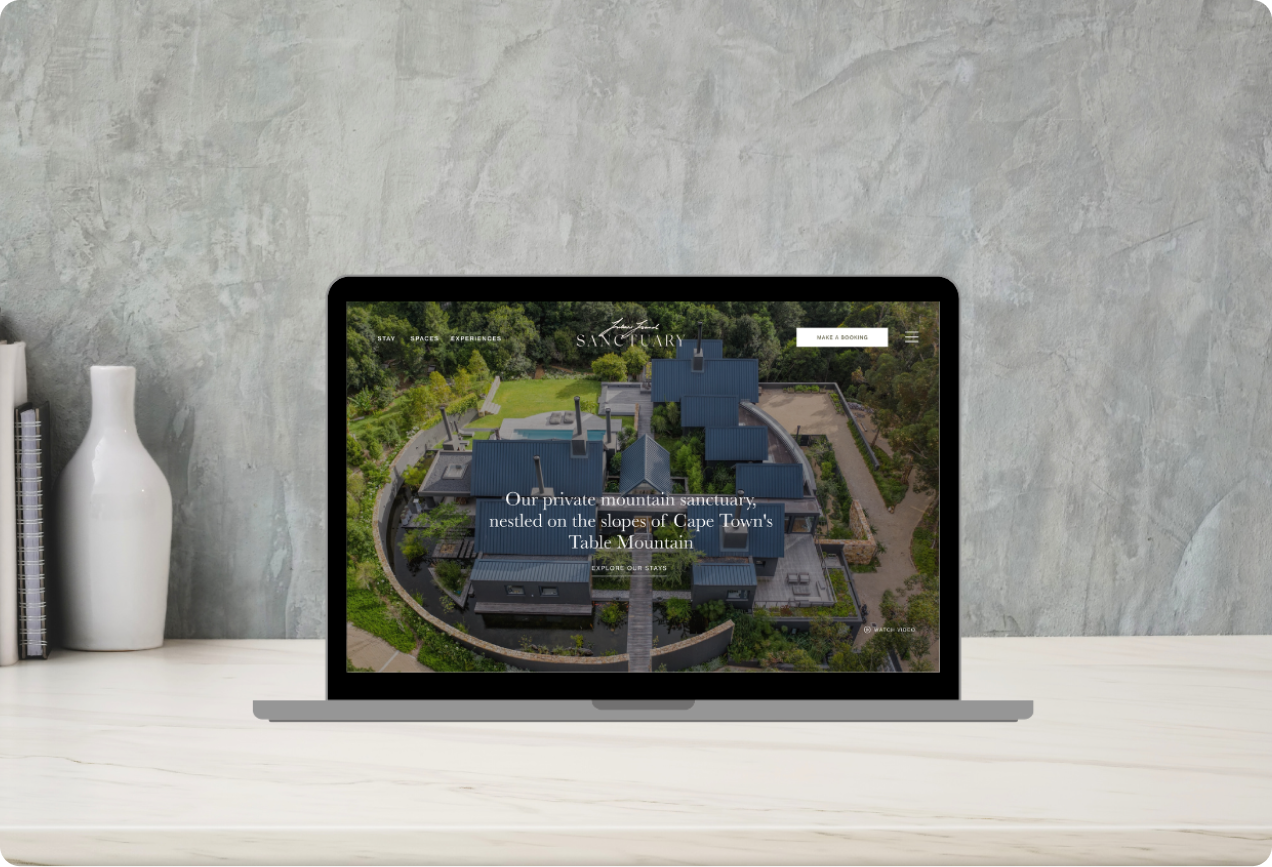 STAY SPACES EXPERIENCES
SANCTUARY
MAKE A BOOKING
Our private mountain sanctuary,
nestled on the slopes of Cape Town's
Table Mountain
EXPLORE OUR STAYS
WATCH VIDEO